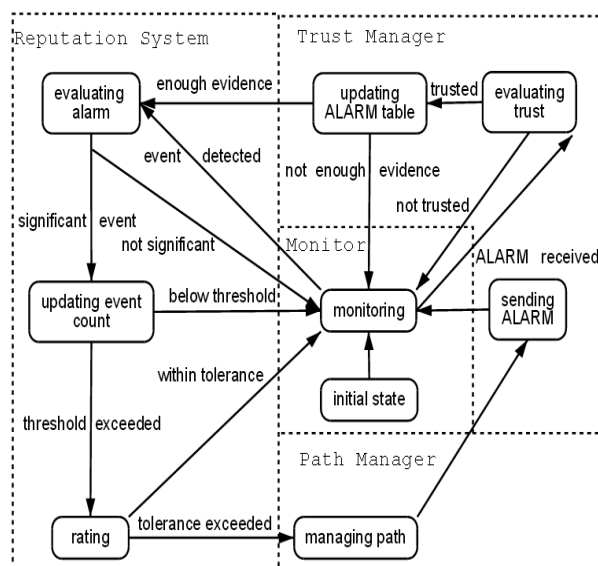 Reputation System
Trust Manager
enough evidence
evaluating
alarm
updating
ALARM table
trusted
evaluating
trust
event detected
not enough evidence
not trusted
significant event
not significant
Monitor
ALARM received
updating event
count
below threshold
monitoring
sending
ALARM
within tolerance
initial state
threshold exceeded
Path Manager
rating
tolerance exceeded
managing path